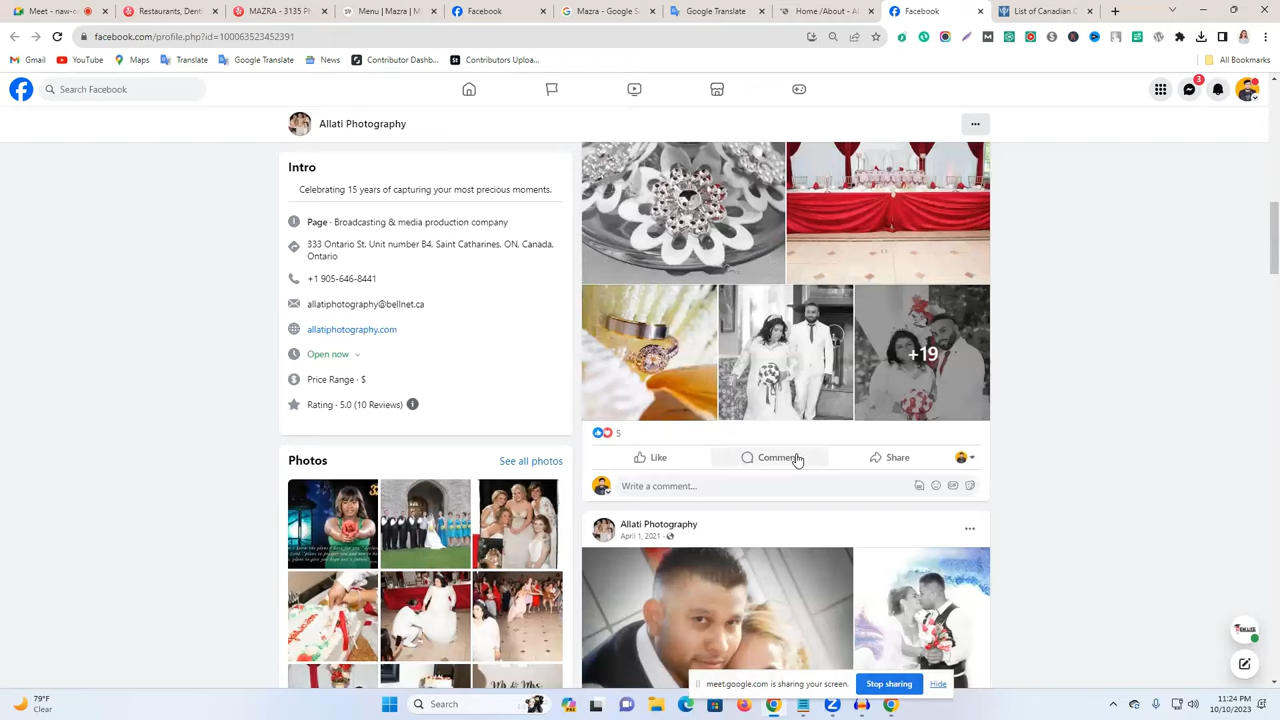 Meet - naw-c
Restaurants, Dent
MAZRA - 3135 Ph
Menu | Mazra | M
Facebook
Mazra - Google S
Google Translate
Home /About - Al
Facebook
List of Canadian C
facebook.com/profile.php?id=100063523452391
Gmail
YouTube
Maps
Translate
Google Translate
News
Contributor Dashb...
Contributors Uploa...
All Bookmarks
Search Facebook
3
Allati Photography
Intro
Celebrating 15 years of capturing your most precious moments.
Page · Broadcasting & media production company
333 Ontario St. Unit number B4, Saint Catharines, ON, Canada,
Ontario
+1 905-646-8441
allatiphotography@bellnet.ca
allatiphotography.com
Open now
Price Range · $
Rating · 5.0 (10 Reviews)
Photos
See all photos
+19
5
Like
Comment
Share
Write a comment...
Allati Photography
April 1, 2021
meet.google.com is sharing your screen.
Stop sharing
Hide
79°F
Clear
Search
11:24 PM
10/10/2023